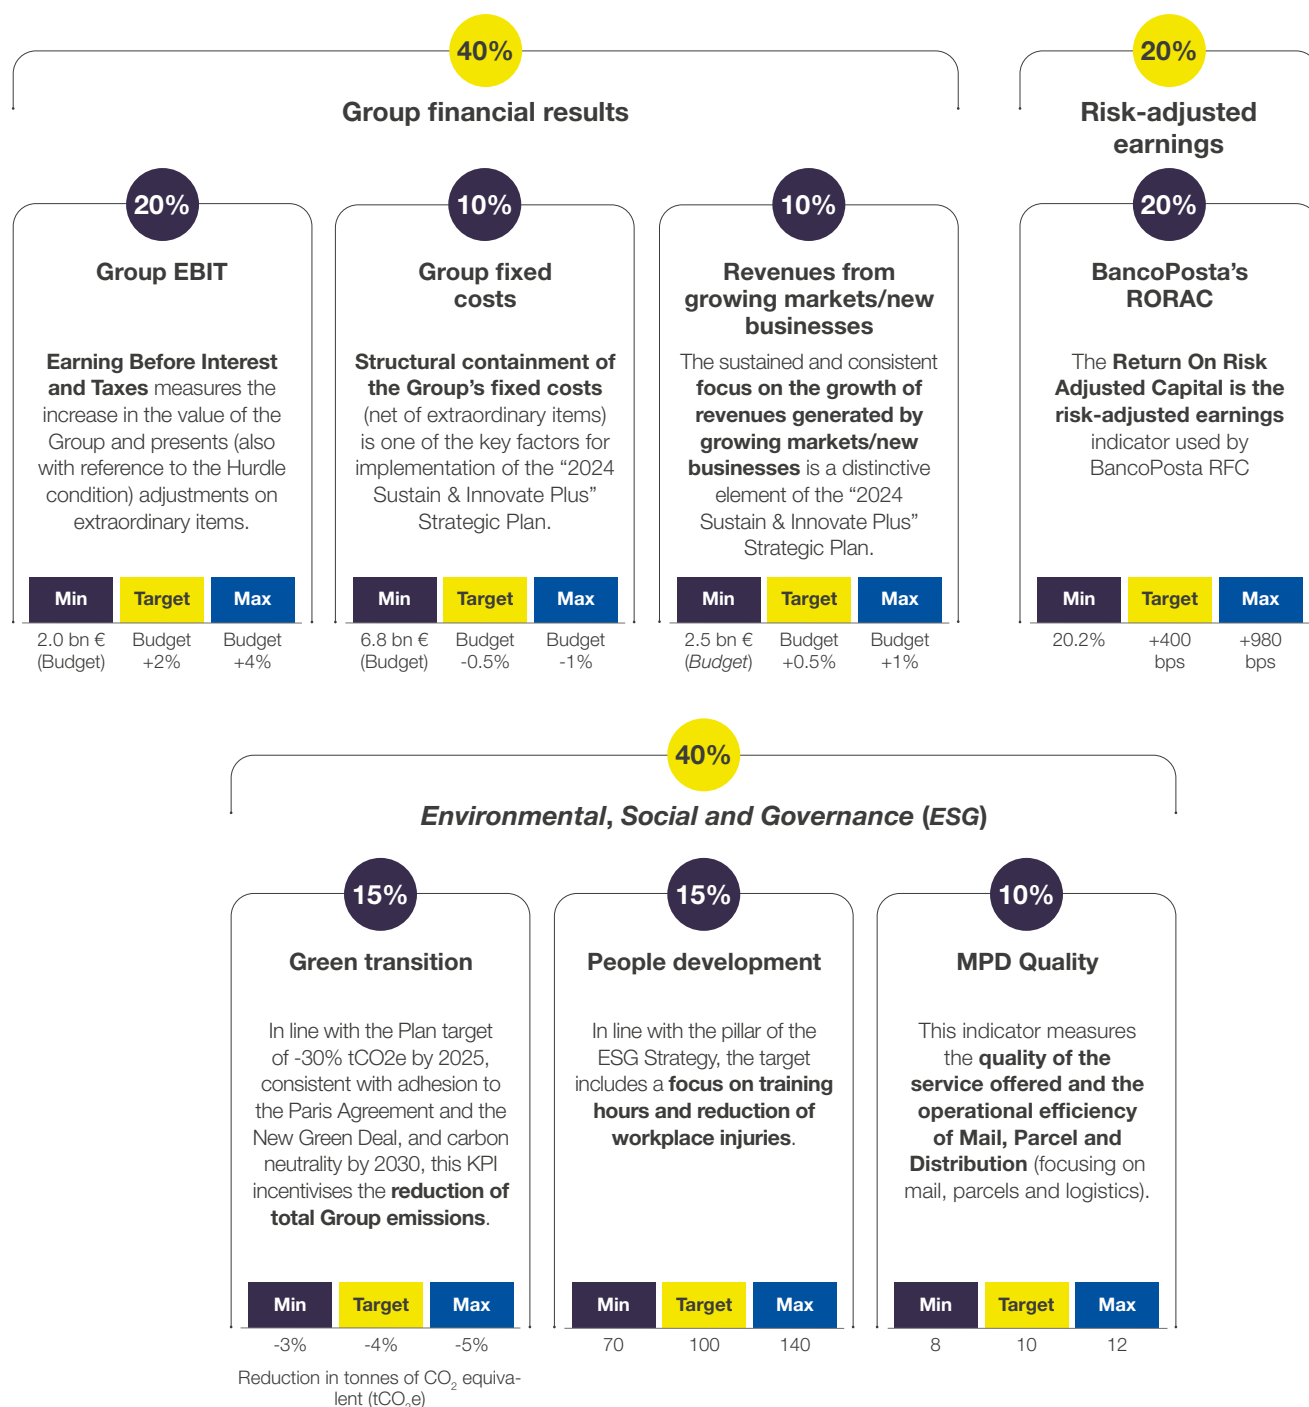 40%
Group financial results
20%
Group EBIT
Earning Before Interest
and Taxes measures the
increase in the value of the
Group and presents (also
with reference to the Hurdle
condition) adjustments on
extraordinary items.
Min Target Max
2.0 bn € Budget Budget
(Budget) +2% +4%
10%
Group fixed
costs
Structural containment of
the Group's fixed costs
(net of extraordinary items)
is one of the key factors for
implementation of the “2024
Sustain & Innovate Plus”
Strategic Plan.
Min Target Max
6.8 bn € Budget Budget
(Budget) -0.5% -1%
10%
Revenues from
growing markets/new
businesses
The sustained and consistent
focus on the growth of
revenues generated by
growing markets/new
businesses is a distinctive
element of the “2024
Sustain & Innovate Plus”
Strategic Plan.
Min Target Max
2.5 bn € Budget Budget
(Budget) +0.5% +1%
20%
Risk-adjusted
earnings
20%
BancoPosta's
RORAC
The Return On Risk
Adjusted Capital is the
risk-adjusted earnings
indicator used by
BancoPosta RFC
Min Target Max
20.2% +400 +980
bps bps
40%
Environmental, Social and Governance (ESG)
15%
Green transition
In line with the Plan target
of -30% tCO2e by 2025,
consistent with adhesion to
the Paris Agreement and the
New Green Deal, and carbon
neutrality by 2030, this KPI
incentivises the reduction of
total Group emissions.
Min Target Max
-3% -4% -5%
Reduction in tonnes of CO₂ equiva-
lent (tCO₂e)
15%
People development
In line with the pillar of the
ESG Strategy, the target
includes a focus on training
hours and reduction of
workplace injuries.
Min Target Max
70 100 140
10%
MPD Quality
This indicator measures
the quality of the
service offered and the
operational efficiency
of Mail, Parcel and
Distribution (focusing on
mail, parcels and logistics).
Min Target Max
8 10 12